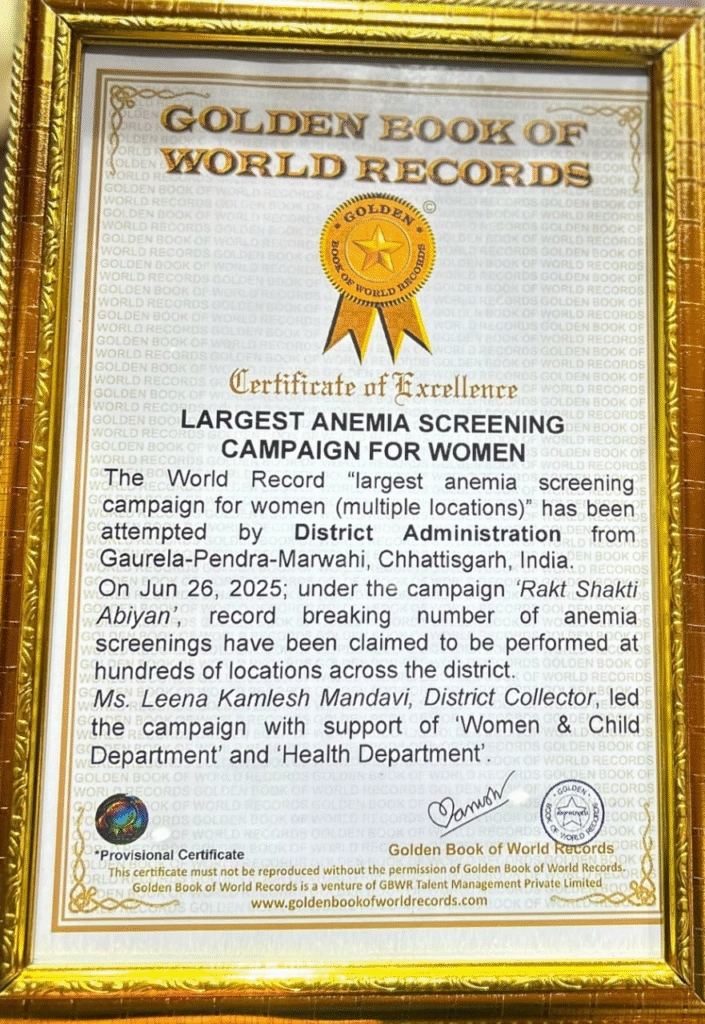 GOLDEN BOOK OF
WORLD RECORDS
GOLDEN
BOOK OF WORLD RECORDS
©
Certificate of Excellence
LARGEST ANEMIA SCREENING
CAMPAIGN FOR WOMEN
The World Record “largest anemia screening
campaign for women (multiple locations)” has been
attempted by District Administration from
Gaurela-Pendra-Marwahi, Chhattisgarh, India.
On Jun 26, 2025; under the campaign ‘Rakt Shakti
Abiyan’, record breaking number of anemia
screenings have been claimed to be performed at
hundreds of locations across the district.
Ms. Leena Kamlesh Mandavi, District Collector, led
the campaign with support of ‘Women & Child
Department’ and ‘Health Department’.
GOLDEN
BOOK OF WORLD RECORDS
*Provisional Certificate
Golden Book of World Records
This certificate must not be reproduced without the permission of Golden Book of World Records.
Golden Book of World Records is a venture of GBWR Talent Management Private Limited
www.goldenbookofworldrecords.com